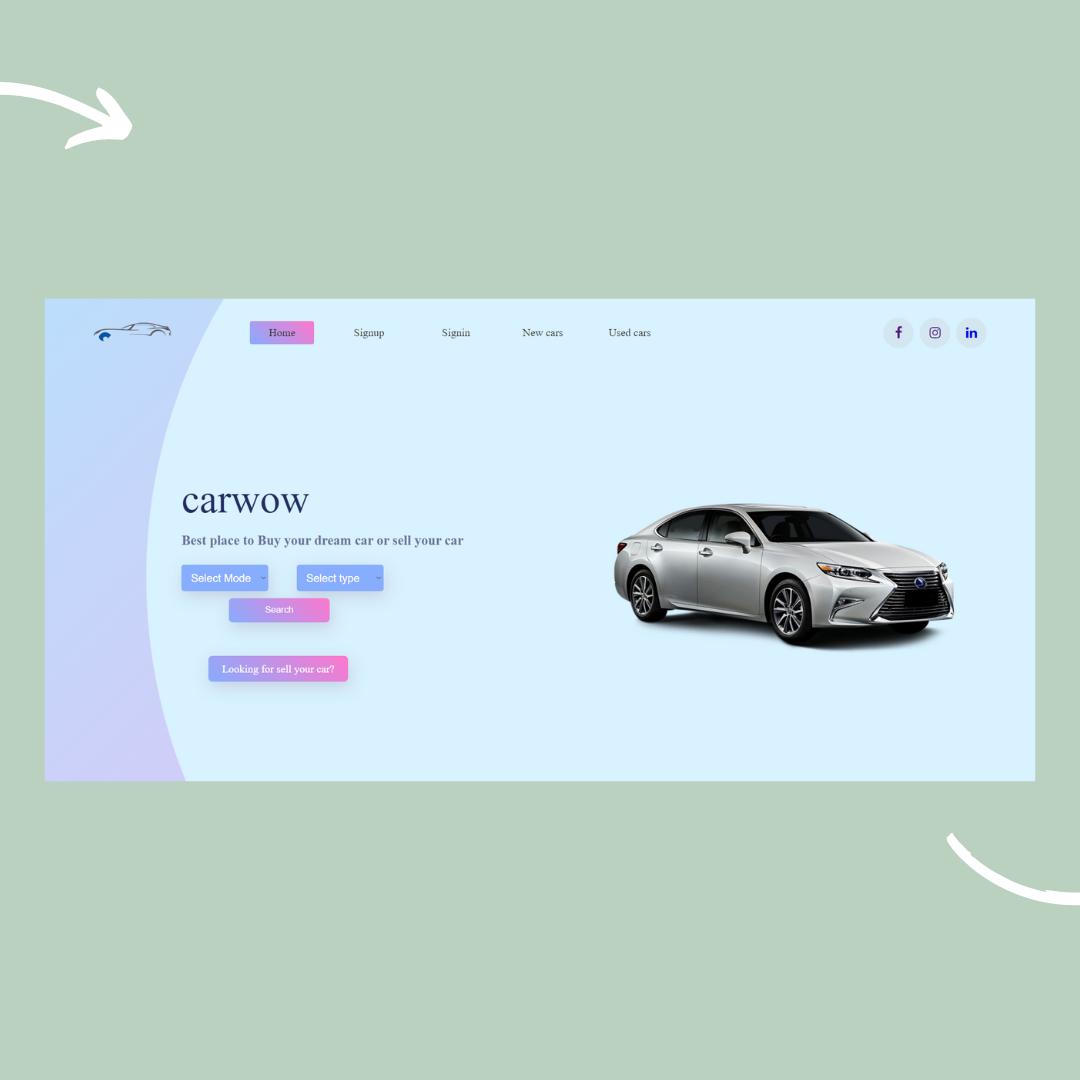 Home Signup Signin New cars Used cars
carwow
Best place to Buy your dream car or sell your car
Select Mode Select type
Search
Looking for sell your car?